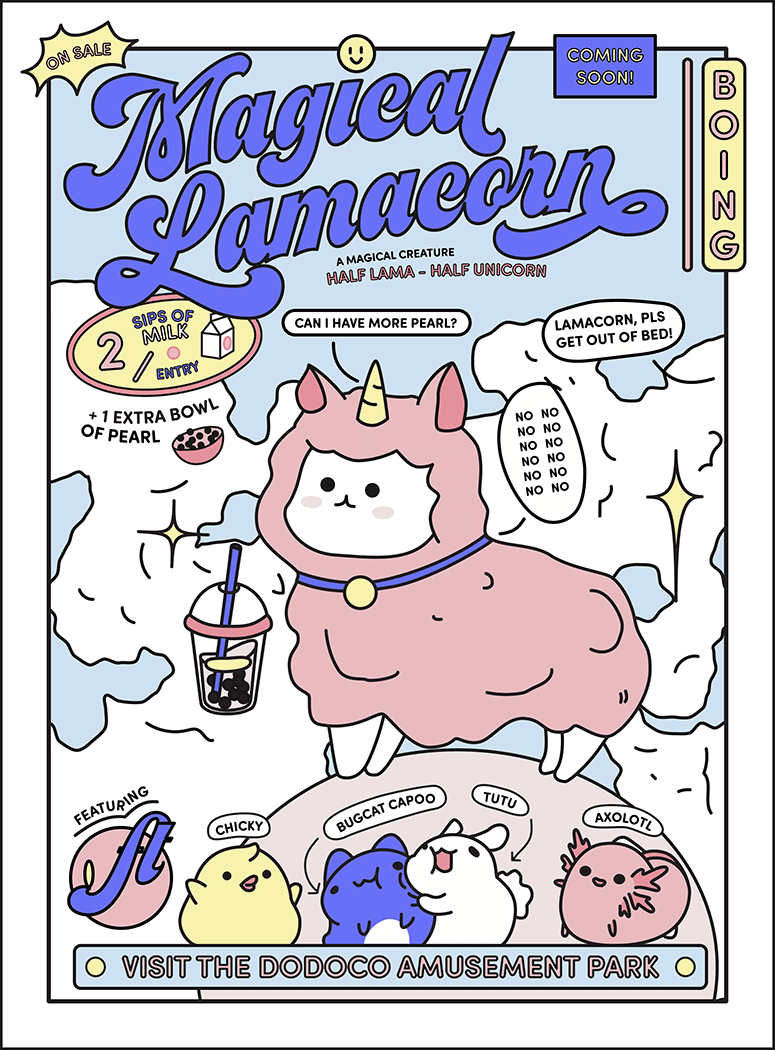 ON SALE
COMING
SOON!
BOING
Magical
Lamacorn
A MAGICAL CREATURE
HALF LAMA - HALF UNICORN
2 / SIPS OF
MILK
ENTRY
+ 1 EXTRA BOWL
OF PEARL
CAN I HAVE MORE PEARL?
LAMACORN, PLS
GET OUT OF BED!
NO NO
NO NO
NO NO
NO NO
NO NO
NO NO
FEATURING
CHICKY
BUGCAT CAPOO
TUTU
AXOLOTL
VISIT THE DODOCO AMUSEMENT PARK